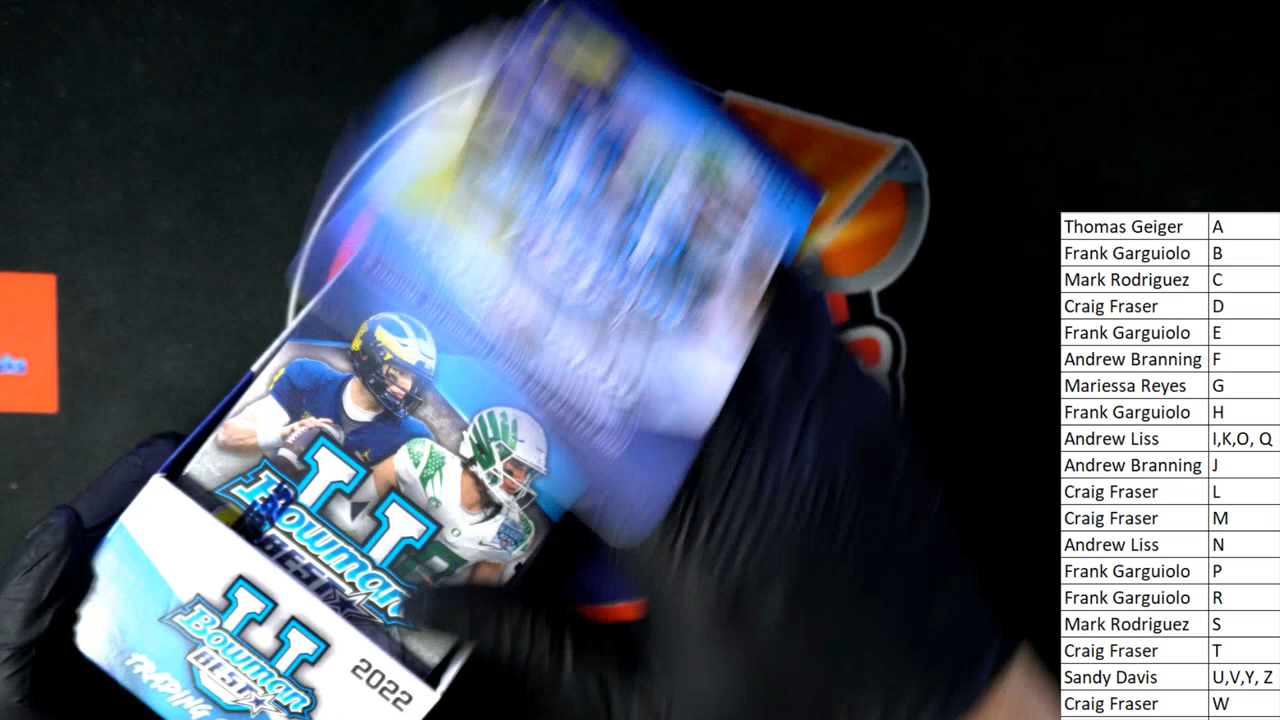 U
Bowman
BEST
U
Bowman
BEST
TRADING
2022
Thomas Geiger A
Frank Garguiolo B
Mark Rodriguez C
Craig Fraser D
Frank Garguiolo E
Andrew Branning F
Mariessa Reyes G
Frank Garguiolo H
Andrew Liss I,K,O, Q
Andrew Branning J
Craig Fraser L
Craig Fraser M
Andrew Liss N
Frank Garguiolo P
Frank Garguiolo R
Mark Rodriguez S
Craig Fraser T
Sandy Davis U,V,Y, Z
Craig Fraser W